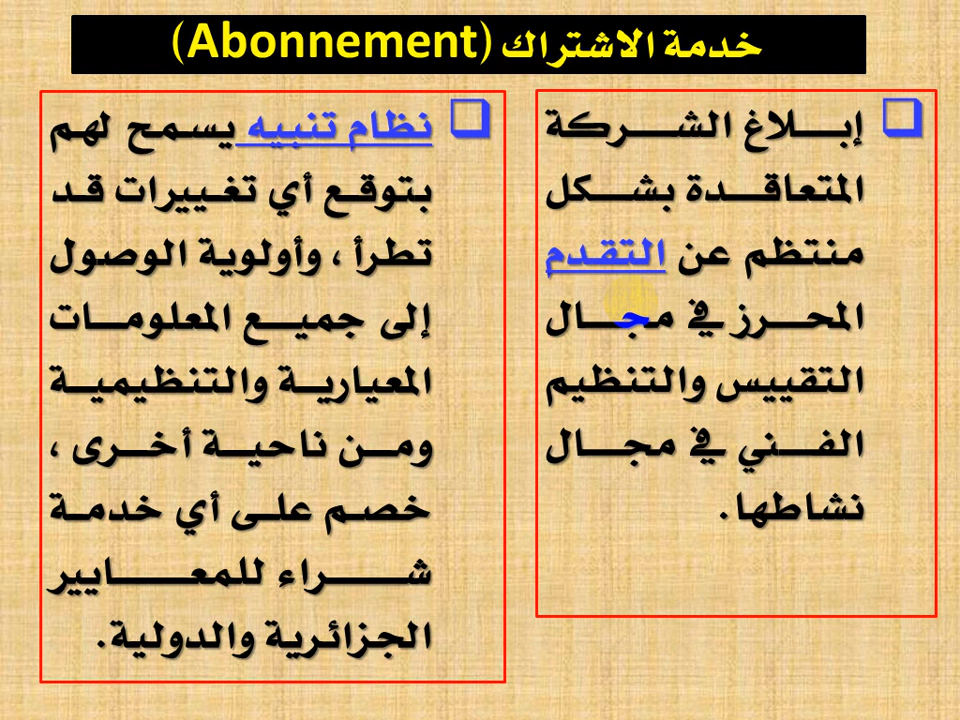 خدمة الاشتراك (Abonnement)
إبلاغ الشركة
المتعاقدة بشكل
منتظم عن التقدم
المحرز في مجال
التقييس والتنظيم
الفني في مجال
نشاطها.
نظام تنبيه يسمح لهم
بتوقع أي تغييرات قد
تطرأ ، وأولوية الوصول
إلى جميع المعلومات
المعيارية والتنظيمية
ومن ناحية أخرى ،
خصم على أي خدمة
شراء للمعايير
الجزائرية والدولية.